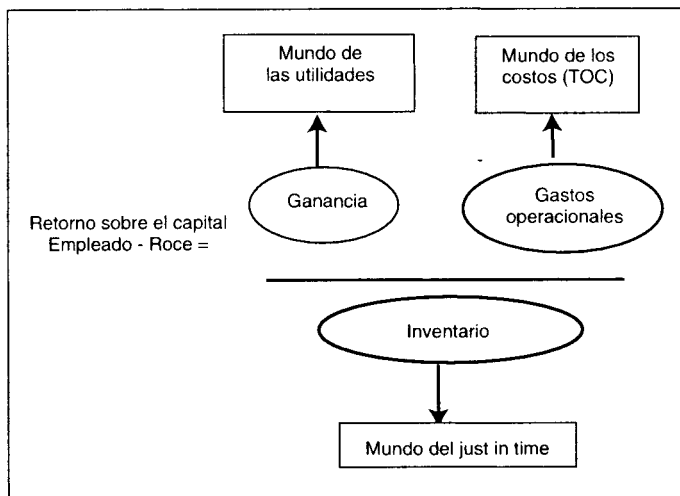 Mundo de
las utilidades
Mundo de los
costos (TOC)
Ganancia
Gastos
operacionales
Retorno sobre el capital
Empleado - Roce =
Inventario
Mundo del just in time